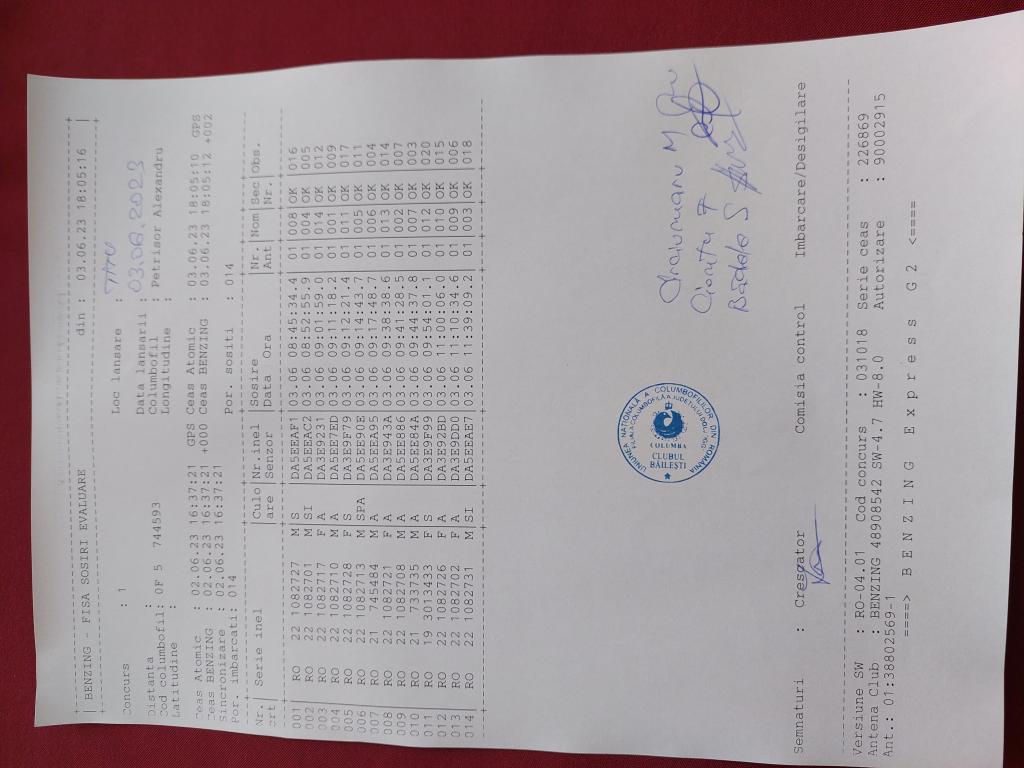 | BENZING - FISA SOSIRI EVALUARE din : 03.06.23 18:05:16 |
Concurs : 1 Loc lansare : Titu
Distanta : Data lansarii : 03.06.2023
Cod columbofil: OF 5 744593 Columbofil : Petrisor Alexandru
Latitudine : Longitudine :
Ceas Atomic : 02.06.23 16:37:21 GPS Ceas Atomic : 03.06.23 18:05:10 GPS
Ceas BENZING : 02.06.23 16:37:21 +000 Ceas BENZING : 03.06.23 18:05:12 +002
Sincronizare : 02.06.23 16:37:21
Por. imbarcati: 014 Por. sositi : 014
Nr.| Serie inel |Culo|Nr.inel |Sosire |Nr.|Nom|Sec|Obs.
crt| |are |Senzor |Data Ora |Ant| |Nr.|
001 RO 22 1082727 M S DA5EEAF1 03.06 08:45:34.4 01 008 OK 016
002 RO 22 1082701 M SI DA5EEAC2 03.06 08:52:55.9 01 004 OK 005
003 RO 22 1082717 F A DA3E9231 03.06 09:01:59.0 01 014 OK 012
004 RO 22 1082710 M A DA5EE7ED 03.06 09:11:18.2 01 001 OK 009
005 RO 22 1082728 F S DA3E9F79 03.06 09:12:21.4 01 011 OK 017
006 RO 22 1082713 M SPA DA5EE90E 03.06 09:14:43.7 01 005 OK 011
007 RO 21 745484 M A DA5EEA95 03.06 09:17:48.7 01 006 OK 004
008 RO 22 1082721 F A DA3E943A 03.06 09:38:38.6 01 013 OK 014
009 RO 22 1082708 M A DA5EE886 03.06 09:41:28.5 01 002 OK 007
010 RO 21 733735 M A DA5EE84A 03.06 09:44:37.8 01 007 OK 003
011 RO 19 3013433 F S DA3E9F99 03.06 09:54:01.1 01 012 OK 020
012 RO 22 1082726 F A DA3E92BD 03.06 11:00:06.0 01 010 OK 015
013 RO 22 1082702 F A DA3E9DD0 03.06 11:10:34.6 01 009 OK 006
014 RO 22 1082731 M SI DA5EEAE7 03.06 11:39:09.2 01 003 OK 018
UNIUNEA NAȚIONALĂ A COLUMBOFILILOR DIN ROMÂNIA
COLUMBA
CLUBUL
BĂILEȘTI
Semnaturi : Crescator Comisia control Imbarcare/Desigilare
Versiune SW : RO-04.01 Cod concurs : 031018 Serie ceas : 226869
Antena Club : BENZING 48908542 SW-4.7 HW-8.0 Autorizare : 90002915
Ant.: 01:38802569-1
====> B E N Z I N G E x p r e s s G 2 <====